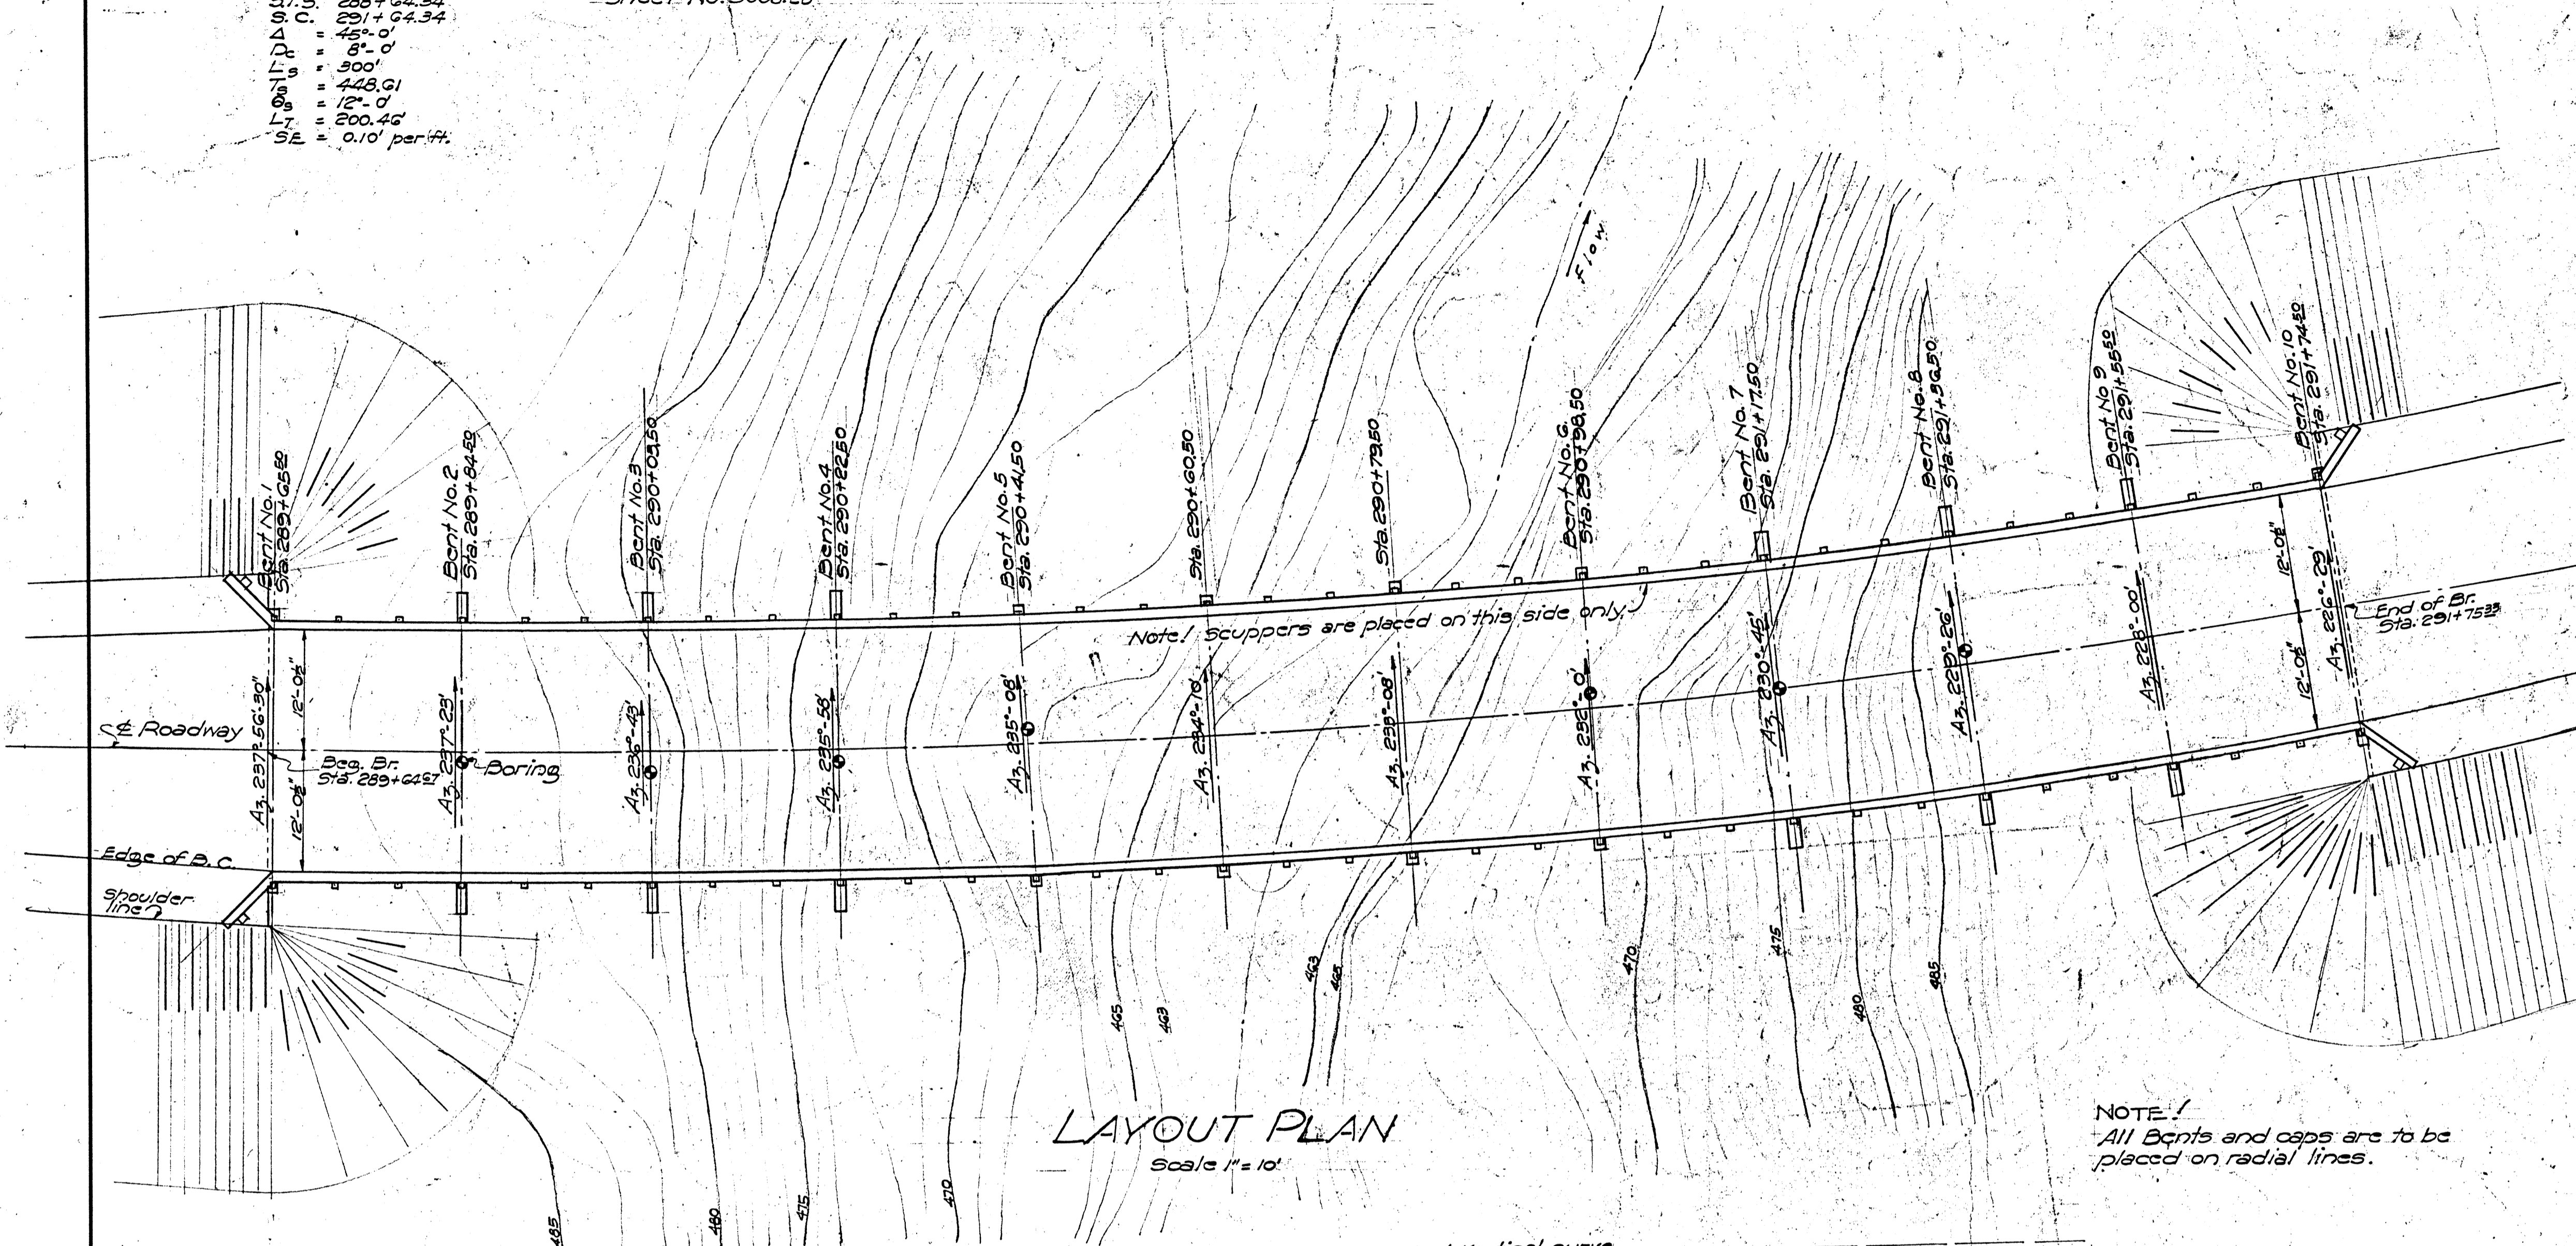 S.T.S. 288+64.34
S.C. 291+64.34
Δ = 45°-0'
Dc = 8°-0'
Ls = 300'
Ts = 448.61
θs = 12°-0'
LT = 200.46'
SE = 0.10' per ft.
Bent No.1
Sta. 289+65.50
Bent No.2
Sta. 289+84.50
Bent No.3
Sta. 290+03.50
Bent No.4
Sta. 290+22.50
Bent No.5
Sta. 290+41.50
Sta. 290+60.50
Sta. 290+79.50
Bent No.6
Sta. 290+98.50
Bent No.7
Sta. 291+17.50
Bent No.8
Sta. 291+36.50
Bent No 9
Sta. 291+55.50
Bent No.10
Sta. 291+74.50
Flow
Note! Scuppers are placed on this side only.
Az. 237°-56'-30"
12'-0½"
12'-0½"
Az. 237°-23'
Az. 236°-43'
Az. 235°-58'
Az. 235°-08'
Az. 234°-10'
Az. 233°-08'
Az. 232°-0'
Az. 230°-45'
Az. 229°-26'
Az. 228°-00'
Az. 226°-29'
12'-0½"
12'-0½"
End of Br.
Sta. 291+75.33
℄ Roadway
Beg. Br.
Sta. 289+64.67
Boring
Edge of B.C.
Shoulder
line
463
465
470
475
480
485
465
463
485
480
475
470
LAYOUT PLAN
Scale 1"=10'
NOTE!
All Bents and caps are to be
placed on radial lines.